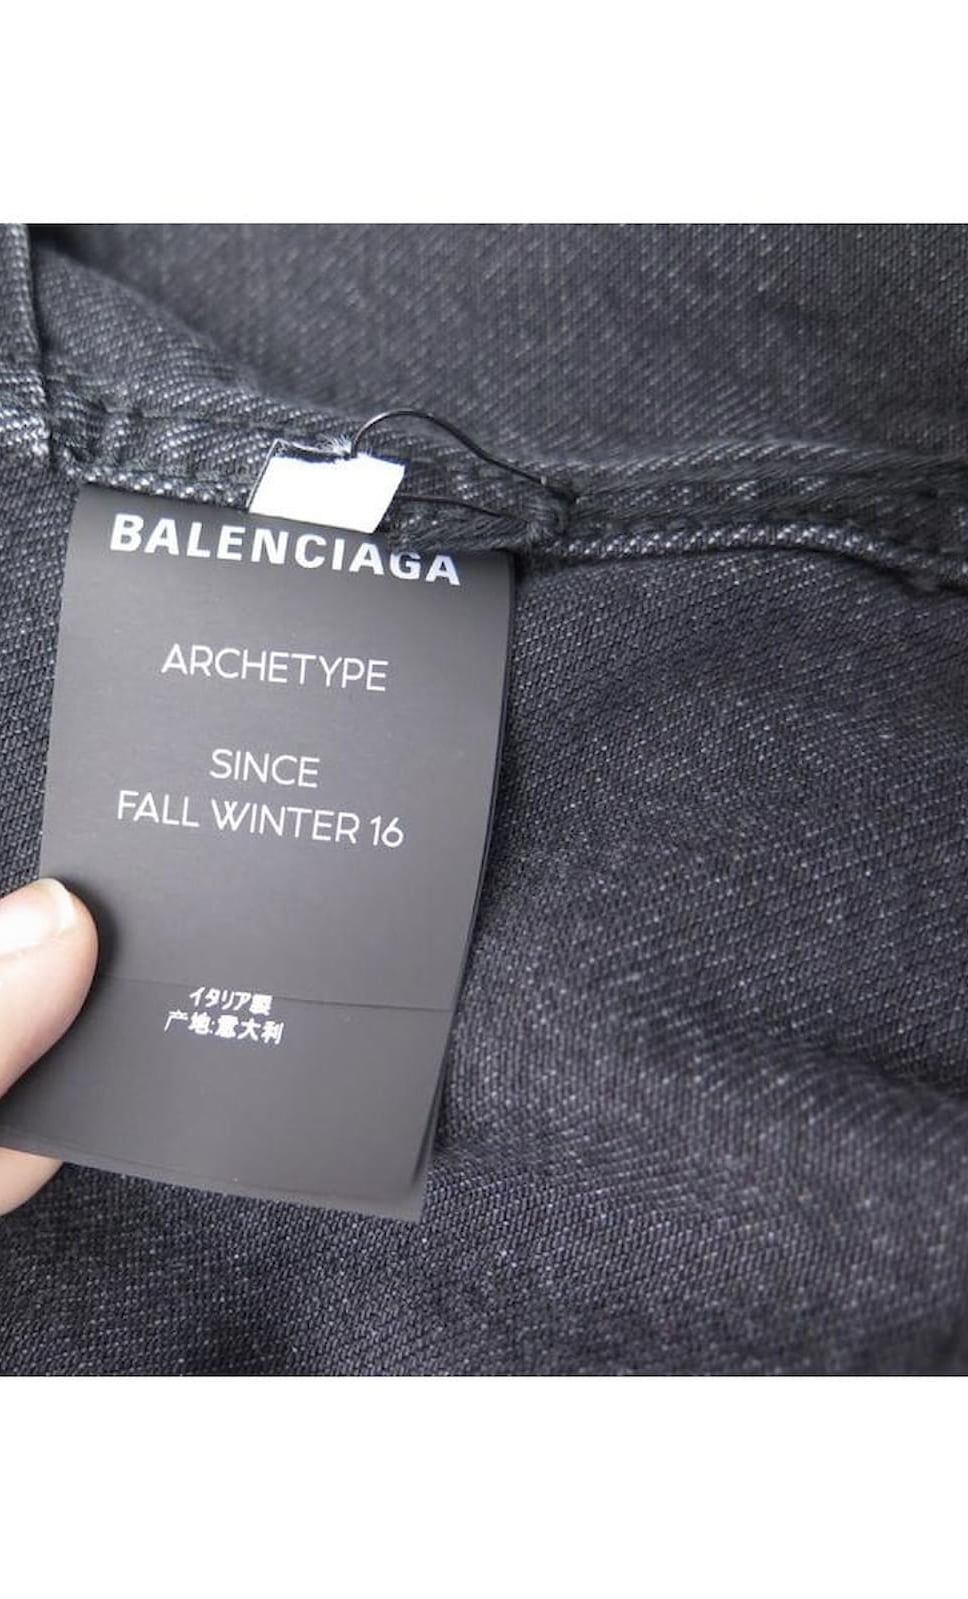 BALENCIAGA
ARCHETYPE
SINCE
FALL WINTER 16
イタリア製
产地:意大利